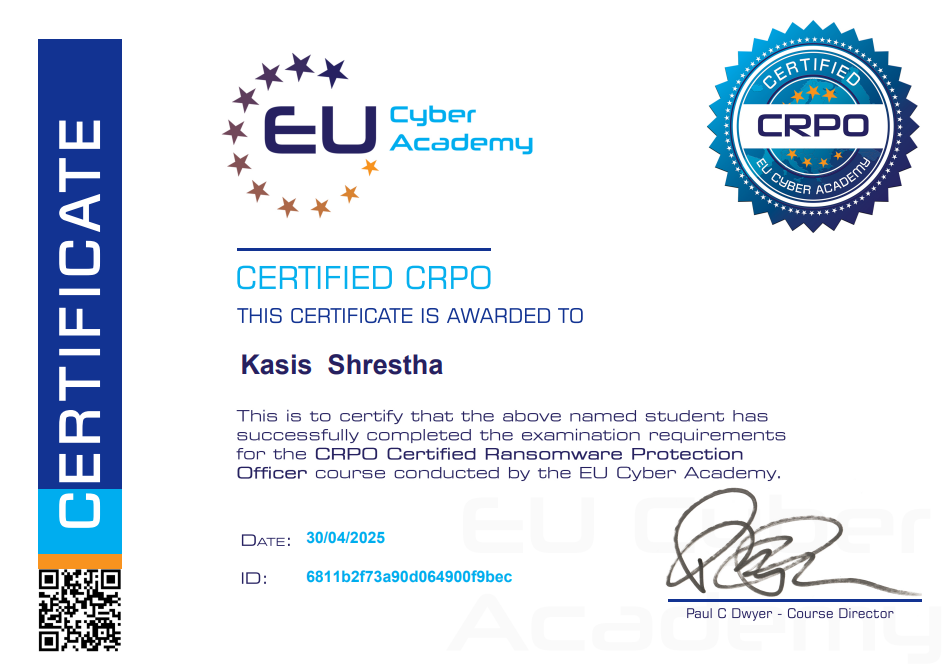 CERTIFICATE
EU Cyber
Academy
CERTIFIED
CRPO
EU CYBER ACADEMY
CERTIFIED CRPO
THIS CERTIFICATE IS AWARDED TO
Kasis Shrestha
This is to certify that the above named student has
successfully completed the examination requirements
for the CRPO Certified Ransomware Protection
Officer course conducted by the EU Cyber Academy.
DATE: 30/04/2025
ID: 6811b2f73a90d064900f9bec
Paul C Dwyer - Course Director
EU Cyber
Academy